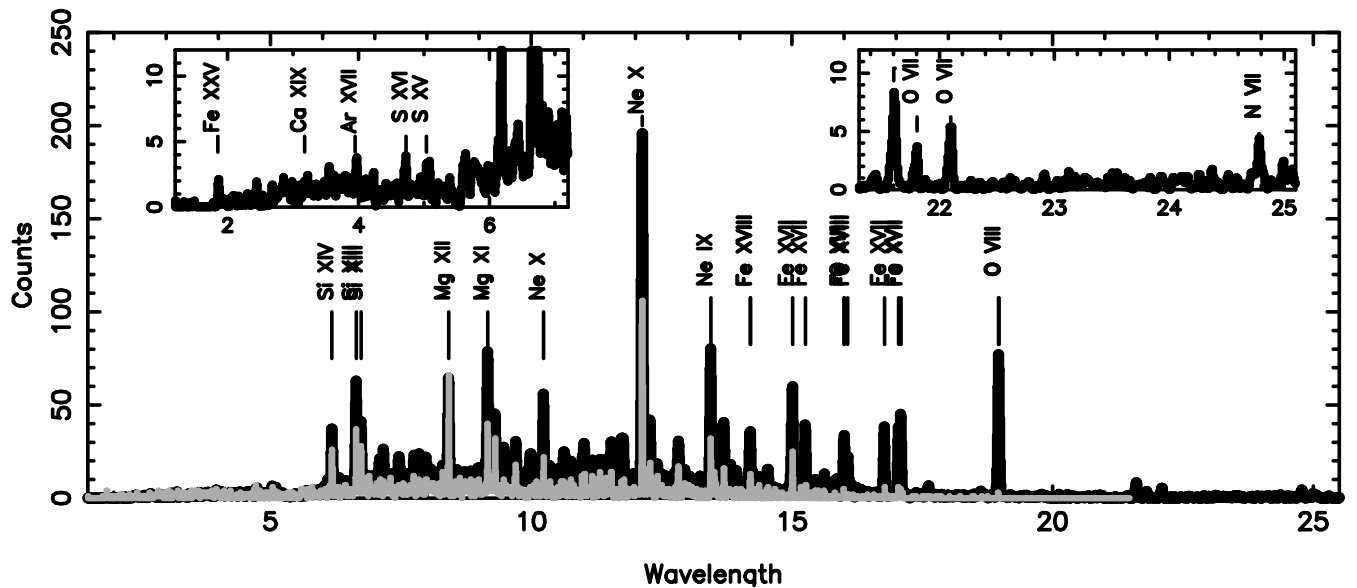 250
200
150
100
50
0
Counts
10
5
0
Fe XXV
Ca XIX
Ar XVII
S XVI
S XV
2
4
6
Ne X
10
5
0
O VII
O VII
N VII
22
23
24
25
Si XIV
Si XIII
Mg XII
Mg XI
Ne X
Ne IX
Fe XVIII
Fe XVII
Fe XVII
Fe XVIII
Fe XVII
Fe XVII
O VIII
5
10
15
20
25
Wavelength